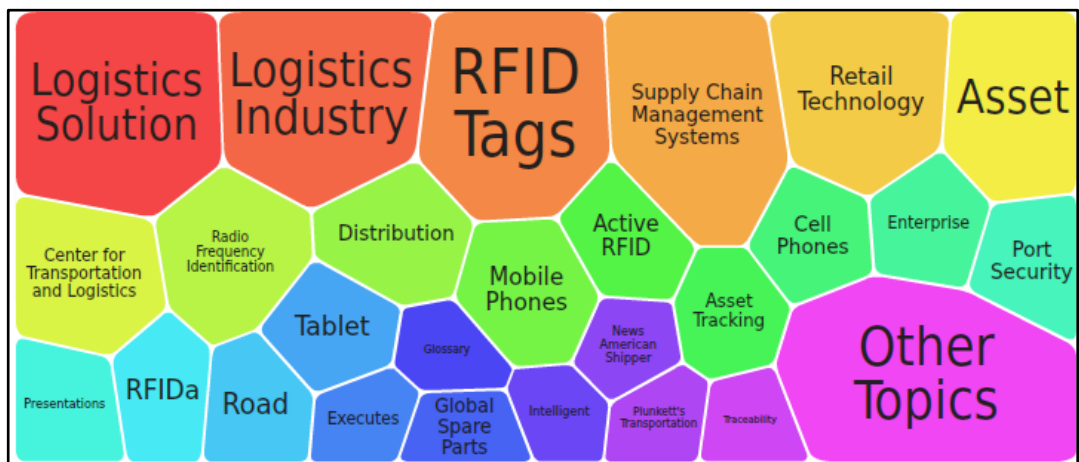 Logistics
Solution
Logistics
Industry
RFID
Tags
Supply Chain
Management
Systems
Retail
Technology
Asset
Center for
Transportation
and Logistics
Radio
Frequency
Identification
Distribution
Mobile
Phones
Active
RFID
Cell
Phones
Enterprise
Port
Security
Tablet
Glossary
News
American
Shipper
Asset
Tracking
Other
Topics
Presentations
RFIDa
Road
Executes
Global
Spare
Parts
Intelligent
Plunkett's
Transportation
Traceability